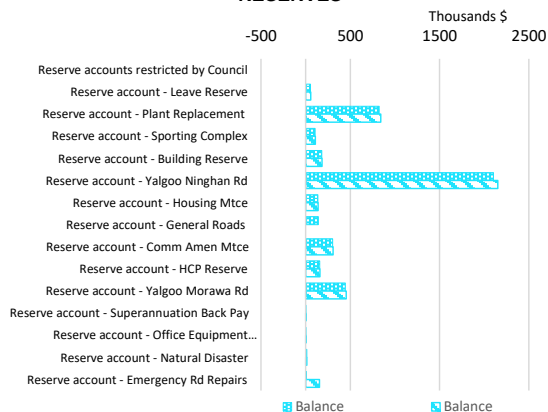 Thousands $
-500 500 1500 2500
Reserve accounts restricted by Council
Reserve account - Leave Reserve
Reserve account - Plant Replacement
Reserve account - Sporting Complex
Reserve account - Building Reserve
Reserve account - Yalgoo Ninghan Rd
Reserve account - Housing Mtce
Reserve account - General Roads
Reserve account - Comm Amen Mtce
Reserve account - HCP Reserve
Reserve account - Yalgoo Morawa Rd
Reserve account - Superannuation Back Pay
Reserve account - Office Equipment...
Reserve account - Natural Disaster
Reserve account - Emergency Rd Repairs
Balance Balance